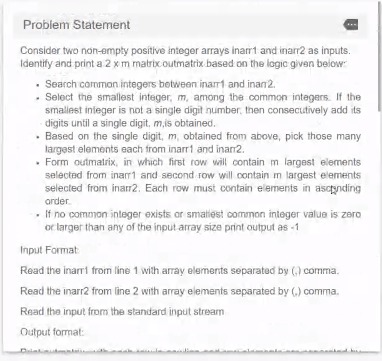 Problem Statement
Consider two non-empty positive integer arrays inarr1 and inarr2 as inputs.
Identify and print a 2 x m matrix outmatrix based on the logic given below:
• Search common integers between inarr1 and inarr2.
• Select the smallest integer, m, among the common integers. If the
smallest integer is not a single digit number, then consecutively add its
digits until a single digit, m,is obtained.
• Based on the single digit, m, obtained from above, pick those many
largest elements each from inarr1 and inarr2.
• Form outmatrix, in which first row will contain m largest elements
selected from inarr1 and second row will contain m largest elements
selected from inarr2. Each row must contain elements in ascending
order.
• If no common integer exists or smallest common integer value is zero
or larger than any of the input array size print output as -1
Input Format:
Read the inarr1 from line 1 with array elements separated by (,) comma.
Read the inarr2 from line 2 with array elements separated by (,) comma.
Read the input from the standard input stream
Output format: